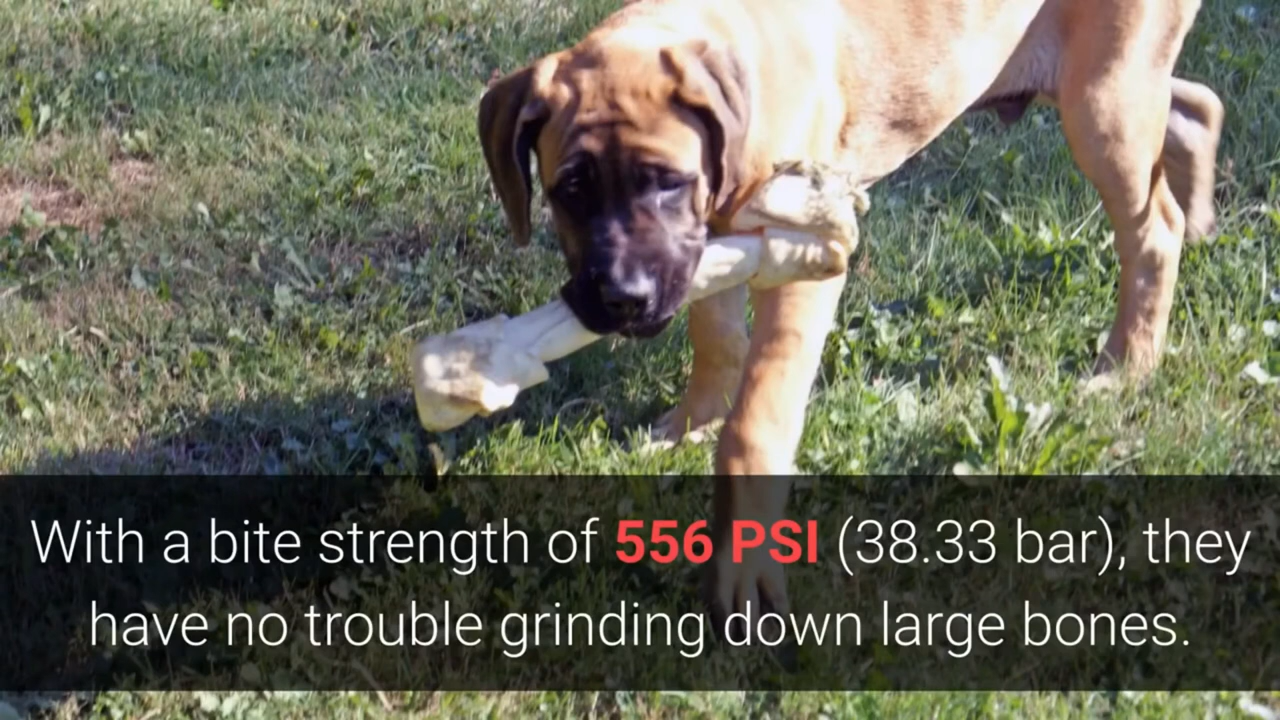 With a bite strength of 556 PSI (38.33 bar), they
have no trouble grinding down large bones.